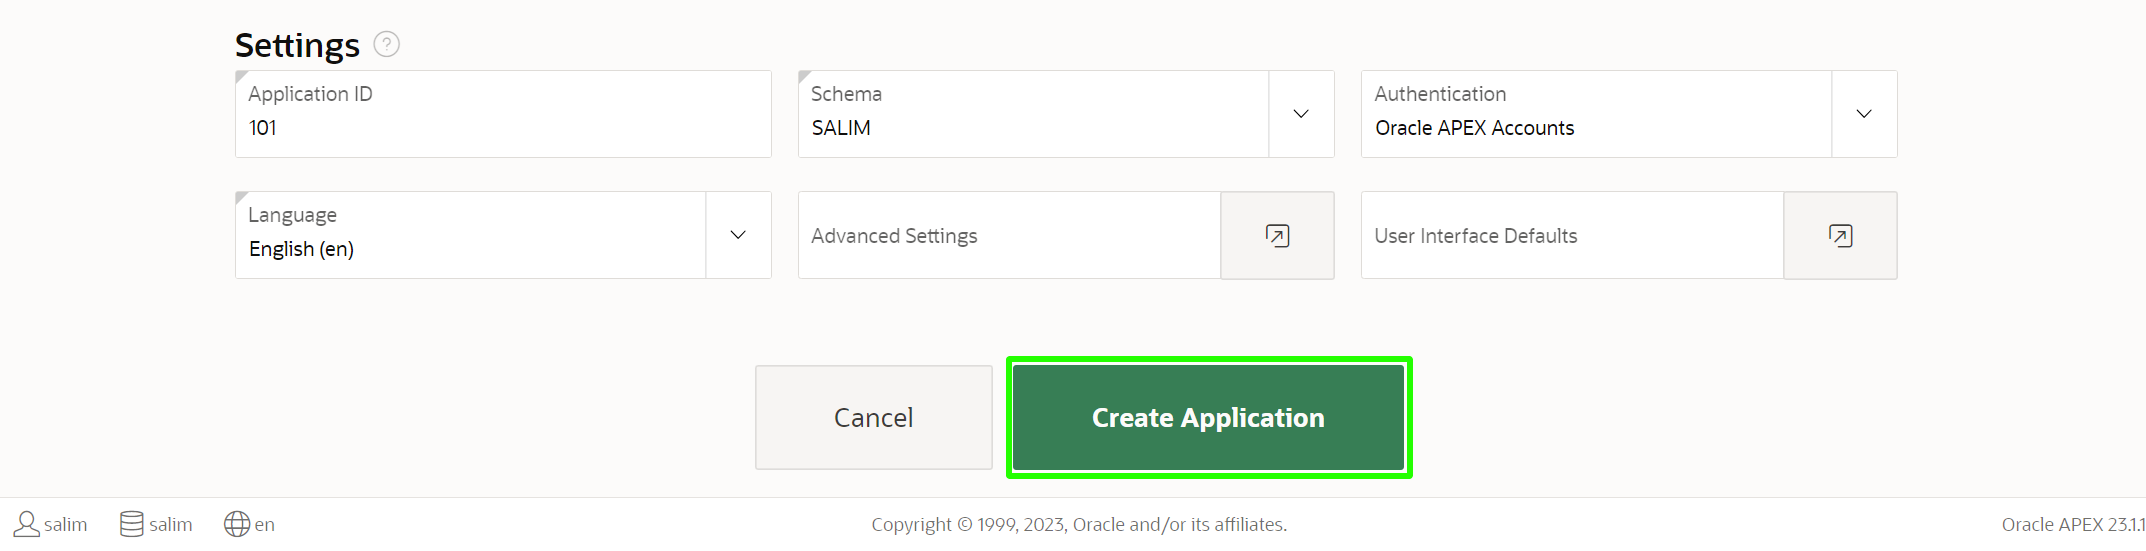 Settings ?
Application ID
101
Schema
SALIM
Authentication
Oracle APEX Accounts
Language
English (en)
Advanced Settings
User Interface Defaults
Cancel
Create Application
salim
salim
en
Copyright © 1999, 2023, Oracle and/or its affiliates.
Oracle APEX 23.1.1